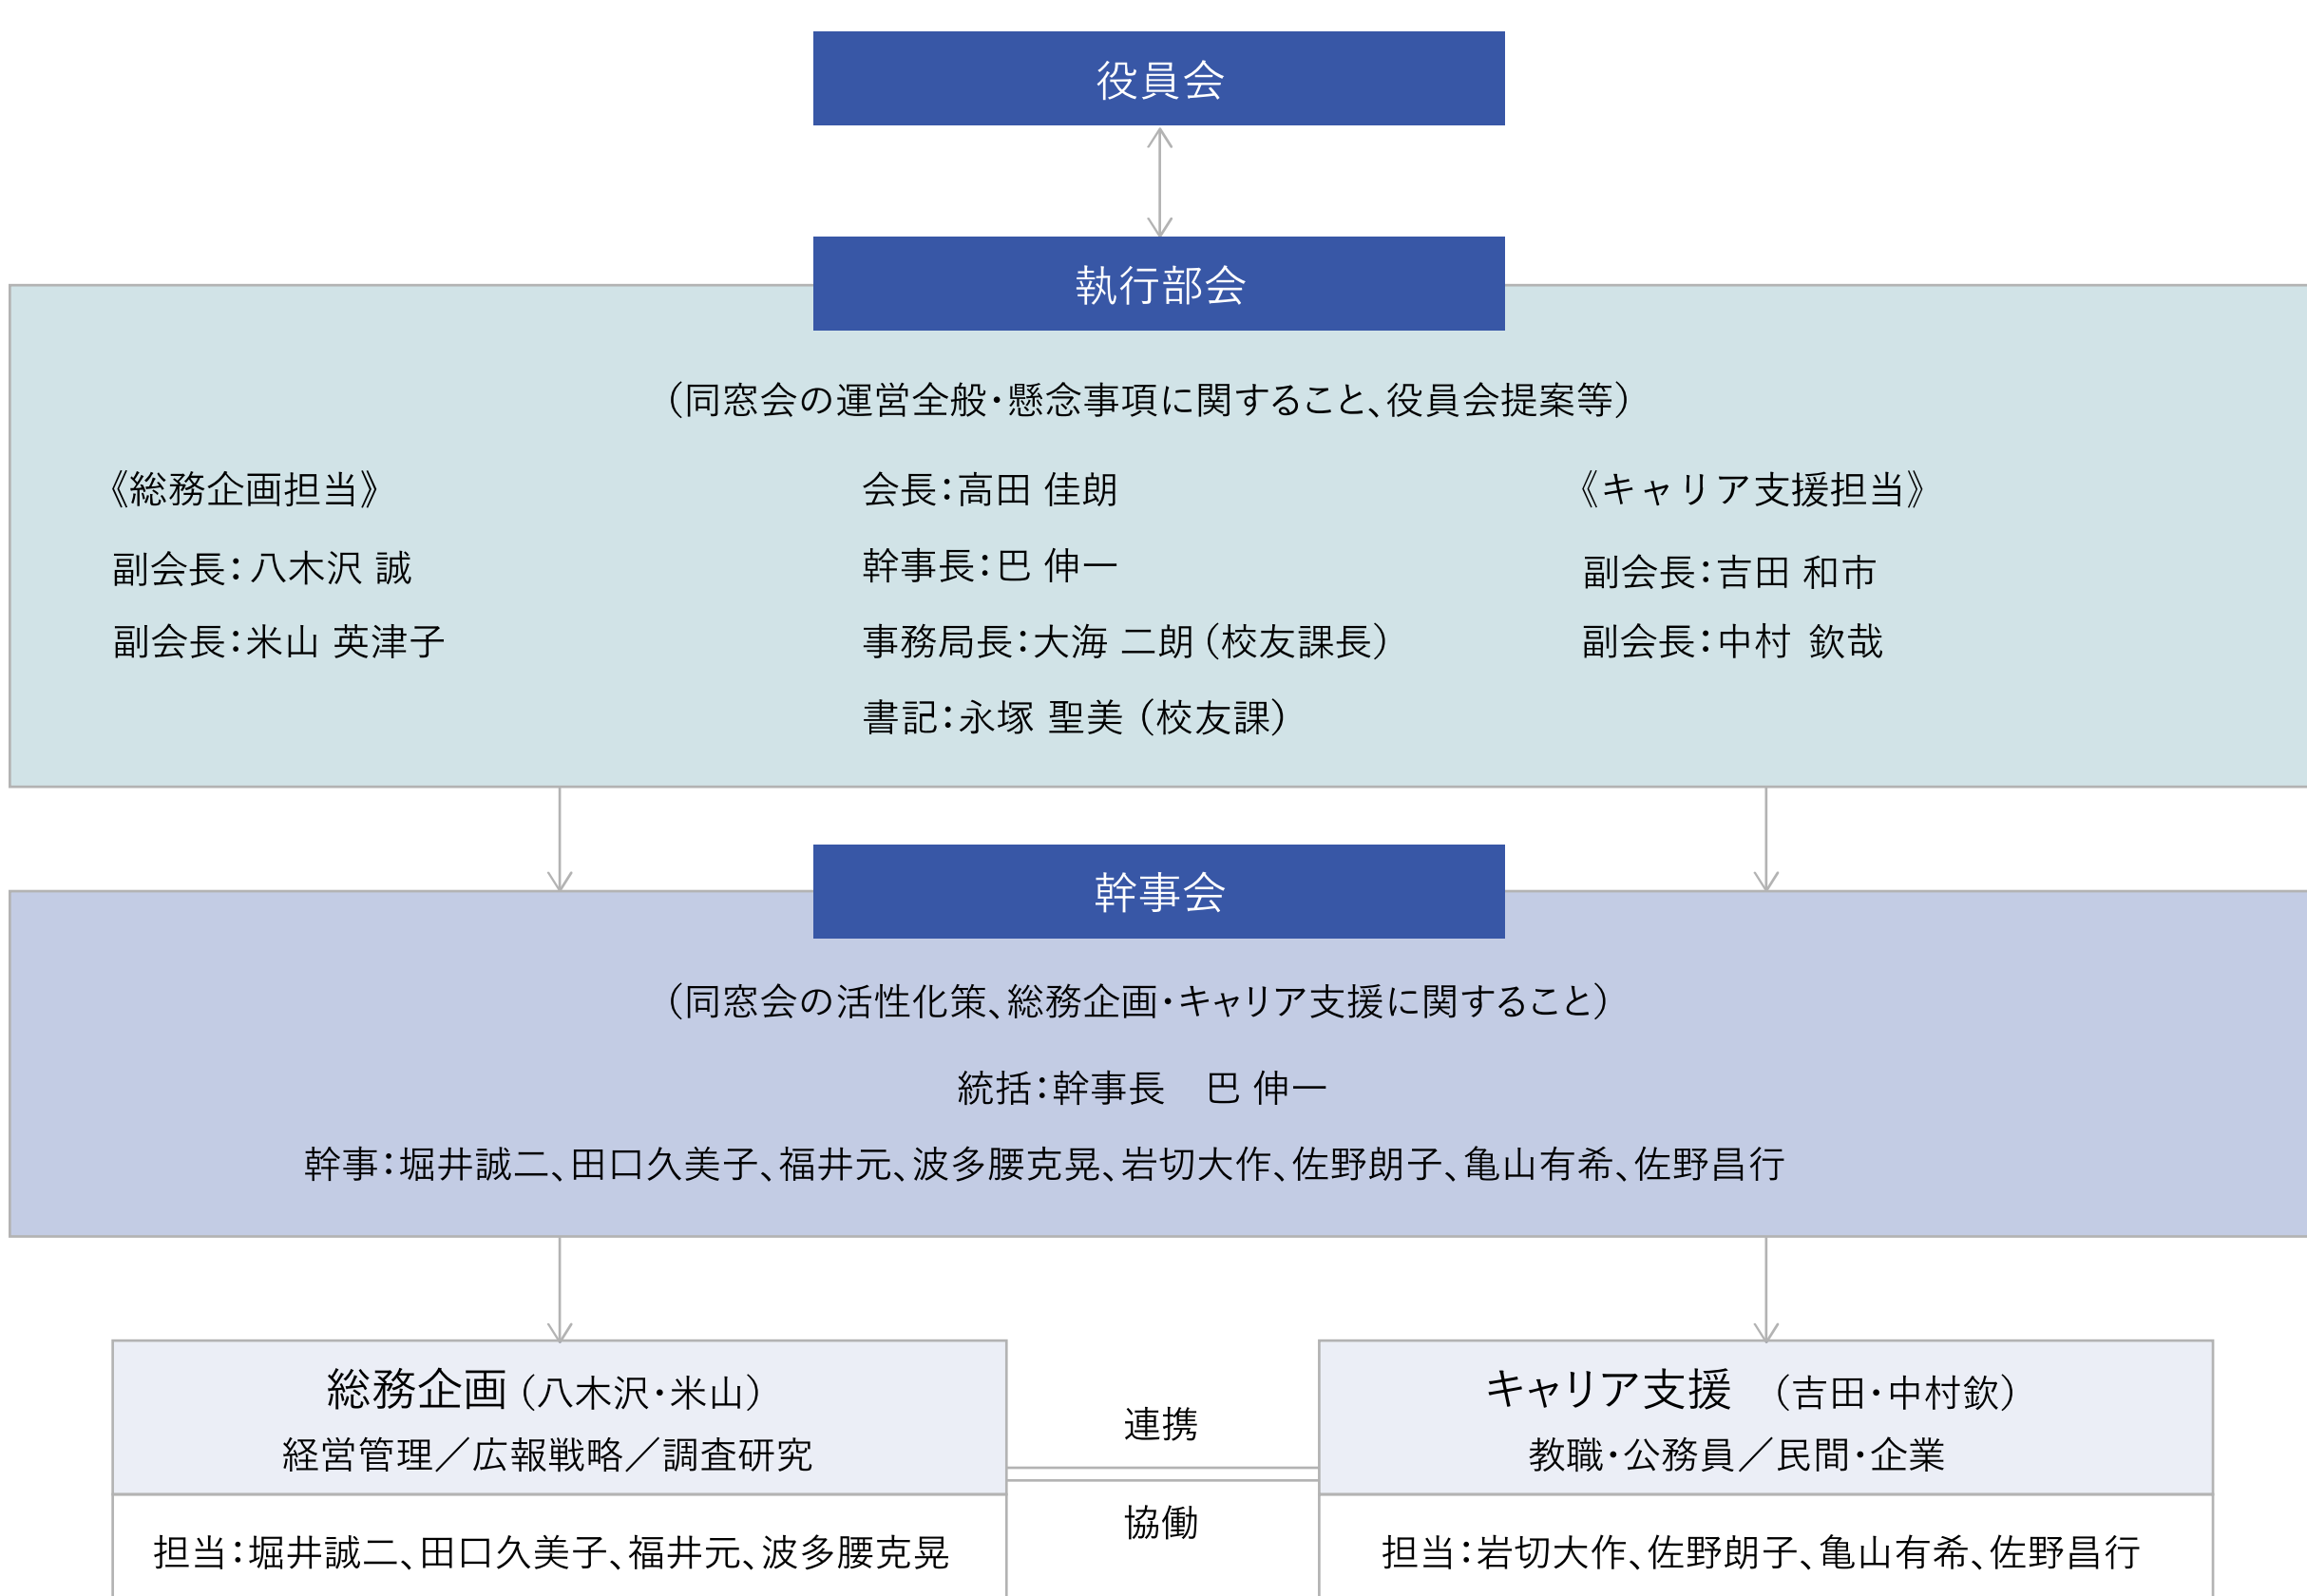 役員会
執行部会
（同窓会の運営全般・懸念事項に関すること、役員会提案等）
《総務企画担当》
副会長：八木沢 誠
副会長：米山 英津子
会長：高田 佳朗
幹事長：巴 伸一
事務局長：大海 二朗（校友課長）
書記：永塚 聖美（校友課）
《キャリア支援担当》
副会長：吉田 和市
副会長：中村 欽哉
幹事会
（同窓会の活性化策、総務企画・キャリア支援に関すること）
統括：幹事長　巴 伸一
幹事：堀井誠二、田口久美子、福井元、波多腰克晃、岩切大作、佐野朗子、亀山有希、佐野昌行
総務企画（八木沢・米山）
経営管理／広報戦略／調査研究
担当：堀井誠二、田口久美子、福井元、波多腰克晃
連携
協働
キャリア支援　（吉田・中村欽）
教職・公務員／民間・企業
担当：岩切大作、佐野朗子、亀山有希、佐野昌行